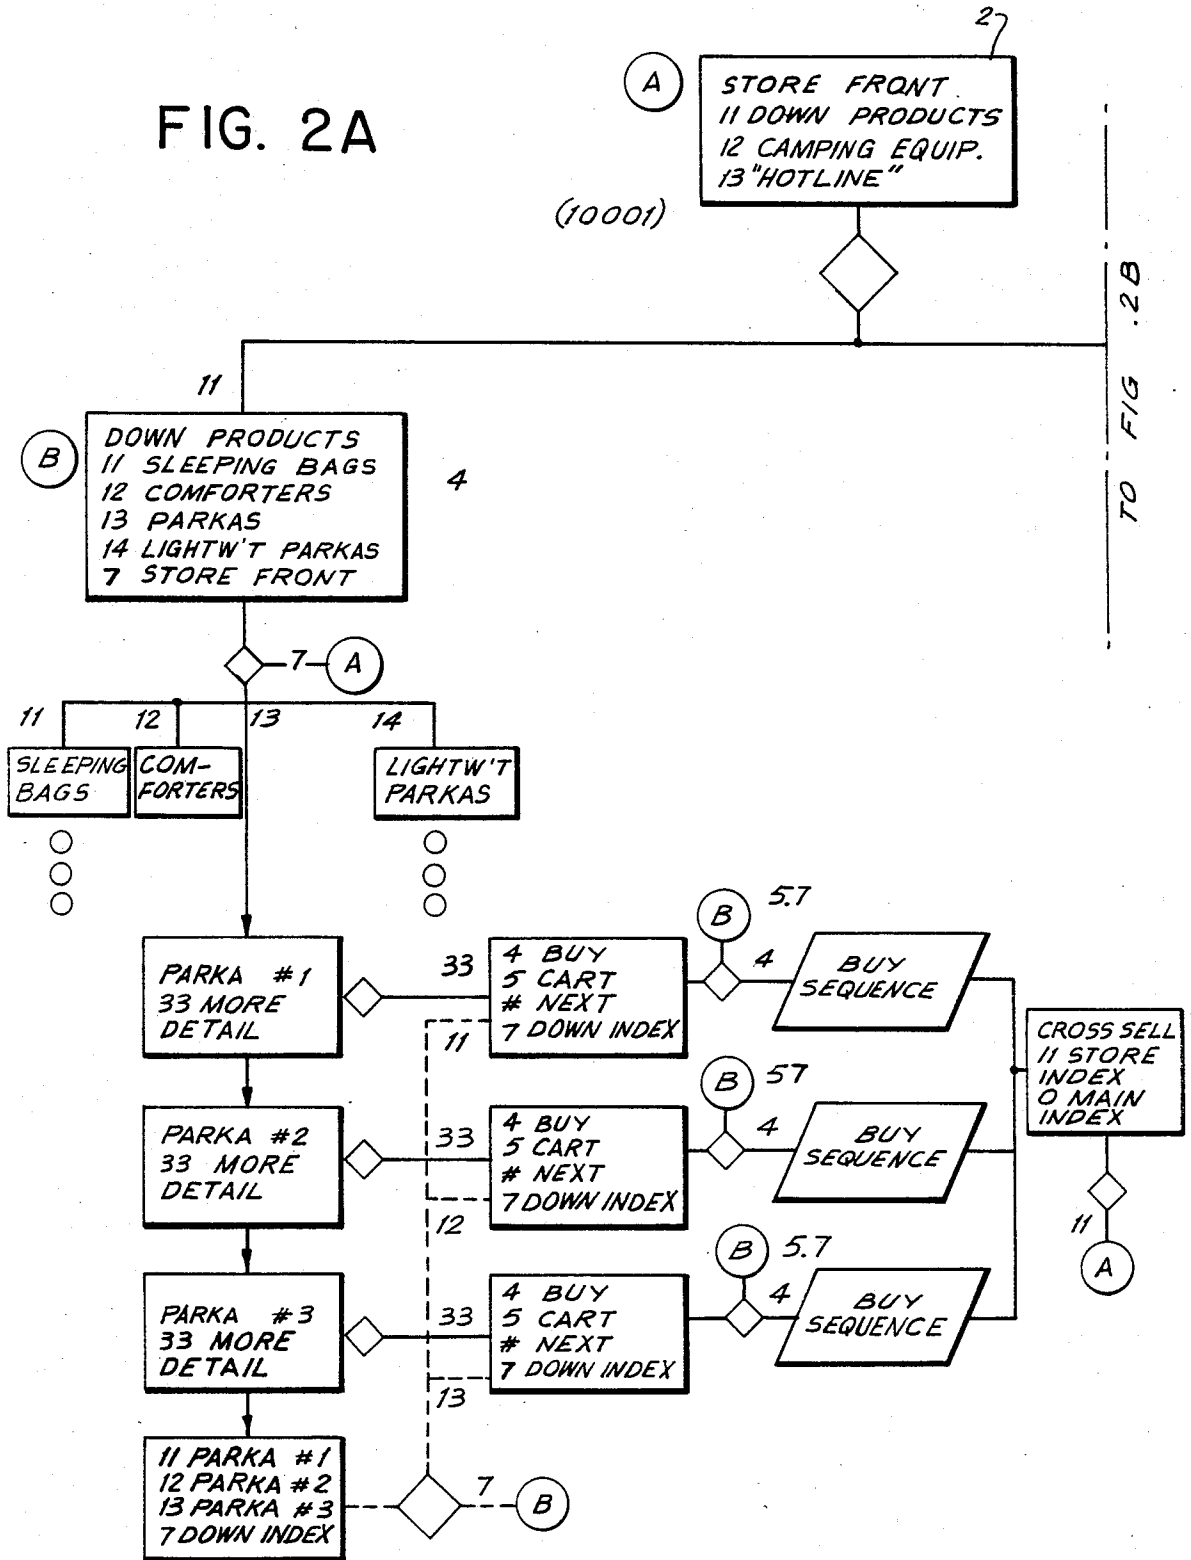 2
FIG. 2A
A
STORE FRONT
11 DOWN PRODUCTS
12 CAMPING EQUIP.
13 "HOTLINE"
(10001)
TO FIG .2B
11
B
DOWN PRODUCTS
11 SLEEPING BAGS
12 COMFORTERS
13 PARKAS
14 LIGHTW'T PARKAS
7 STORE FRONT
4
7
A
11
12
13
14
SLEEPING
BAGS
COM-
FORTERS
LIGHTW'T
PARKAS
PARKA #1
33 MORE
DETAIL
33
4 BUY
5 CART
# NEXT
7 DOWN INDEX
B
5.7
4
BUY
SEQUENCE
11
CROSS SELL
11 STORE
INDEX
0 MAIN
INDEX
11
A
PARKA #2
33 MORE
DETAIL
33
4 BUY
5 CART
# NEXT
7 DOWN INDEX
B
57
4
BUY
SEQUENCE
12
PARKA #3
33 MORE
DETAIL
33
4 BUY
5 CART
# NEXT
7 DOWN INDEX
B
5.7
4
BUY
SEQUENCE
13
11 PARKA #1
12 PARKA #2
13 PARKA #3
7 DOWN INDEX
7
B